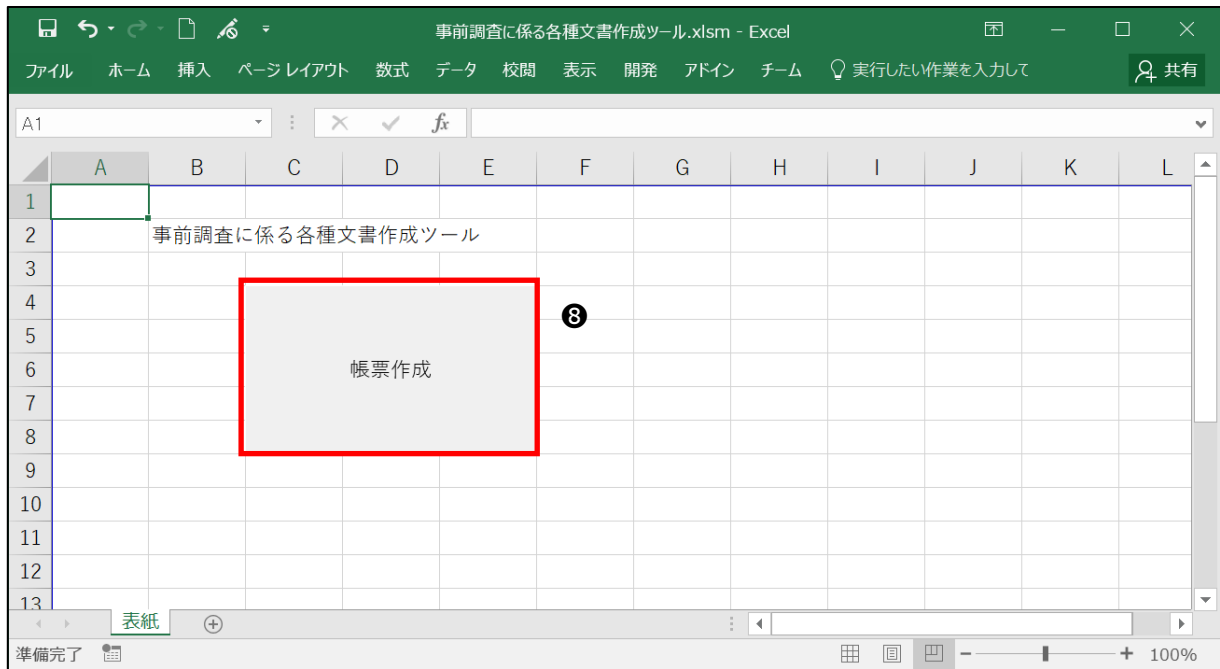 事前調査に係る各種文書作成ツール.xlsm - Excel
ファイル ホーム 挿入 ページ レイアウト 数式 データ 校閲 表示 開発 アドイン チーム 実行したい作業を入力して 共有
A1 fx
A B C D E F G H I J K L
1
2 事前調査に係る各種文書作成ツール
3
4 ❽
5
6 帳票作成
7
8
9
10
11
12
13
表紙
準備完了 100%